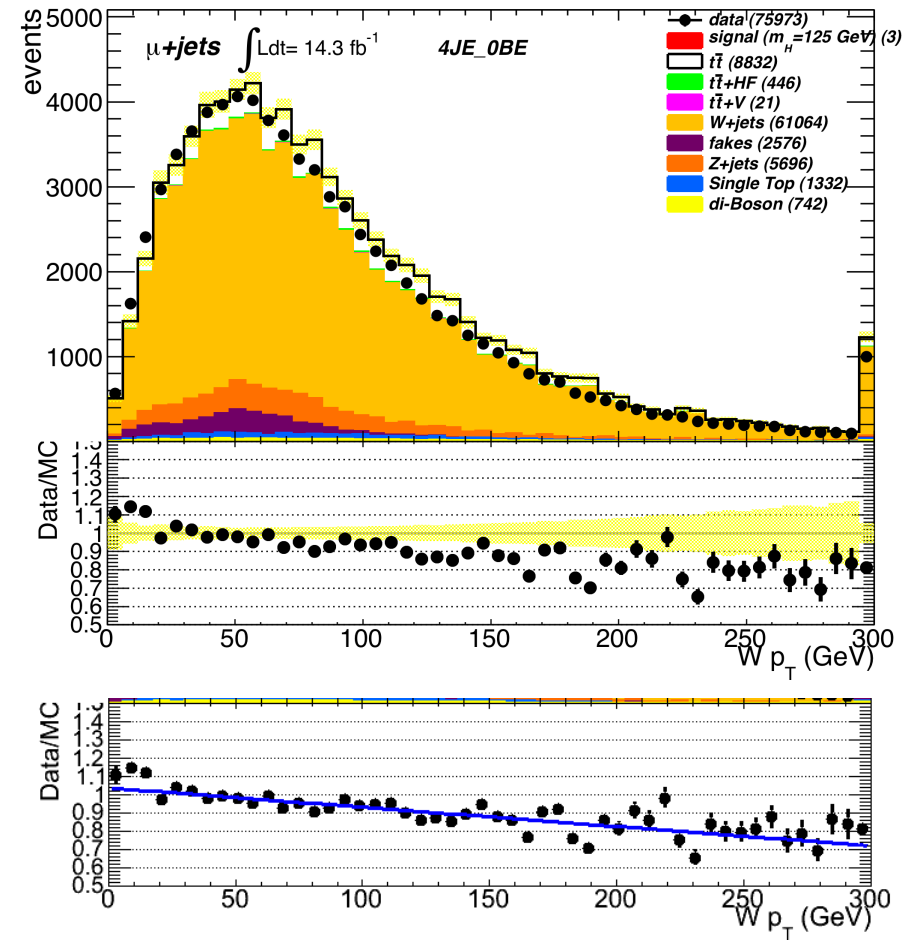 events
5000
4000
3000
2000
1000
μ+jets ∫Ldt= 14.3 fb⁻¹ 4JE_0BE
data (75973)
signal (m_H=125 GeV) (3)
tt̄ (8832)
tt̄+HF (446)
tt̄+V (21)
W+jets (61064)
fakes (2576)
Z+jets (5696)
Single Top (1332)
di-Boson (742)
Data/MC
1.5
1.4
1.3
1.2
1.1
1
0.9
0.8
0.7
0.6
0.5
0 50 100 150 200 250 300
W p_T (GeV)
Data/MC
1.5
1.4
1.3
1.2
1.1
1
0.9
0.8
0.7
0.6
0.5
0 50 100 150 200 250 300
W p_T (GeV)